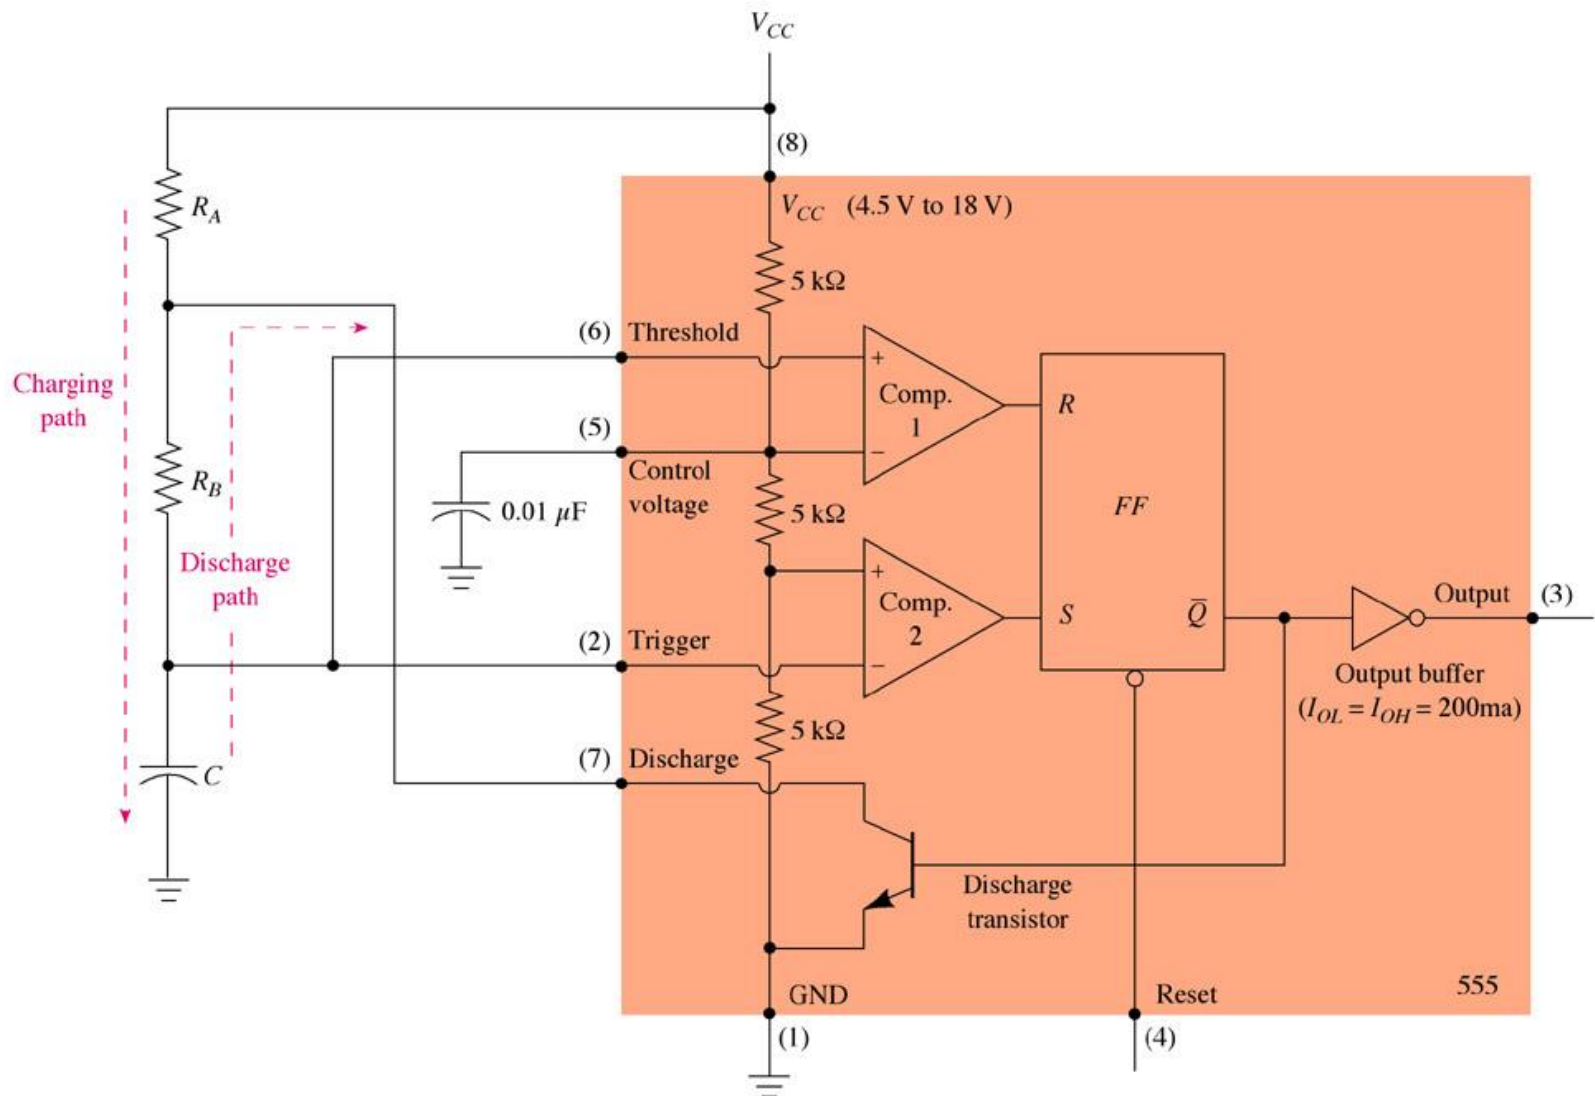 V_CC
(8)
V_CC (4.5 V to 18 V)
R_A
5 kΩ
(6) Threshold
Charging
path
+
Comp.
1
−
R
(5)
Control
voltage
R_B
0.01 μF
5 kΩ
FF
Discharge
path
+
Comp.
2
−
S
Q̅
Output
(3)
(2) Trigger
Output buffer
(I_OL = I_OH = 200ma)
5 kΩ
(7) Discharge
C
Discharge
transistor
GND
Reset
555
(1)
(4)